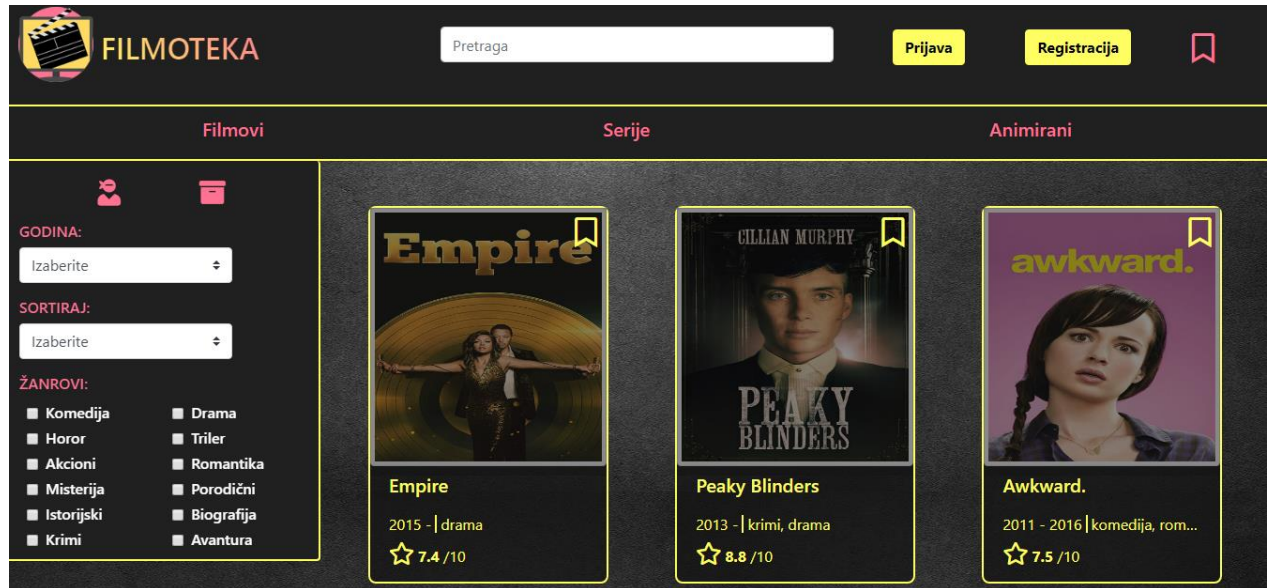 FILMOTEKA
Pretraga
Prijava
Registracija
Filmovi
Serije
Animirani
GODINA:
Izaberite
SORTIRAJ:
Izaberite
ŽANROVI:
Komedija
Drama
Horor
Triler
Akcioni
Romantika
Misterija
Porodični
Istorijski
Biografija
Krimi
Avantura
Empire
Empire
2015 - | drama
7.4 /10
CILLIAN MURPHY
PEAKY
BLINDERS
Peaky Blinders
2013 - | krimi, drama
8.8 /10
awkward.
Awkward.
2011 - 2016 | komedija, rom...
7.5 /10